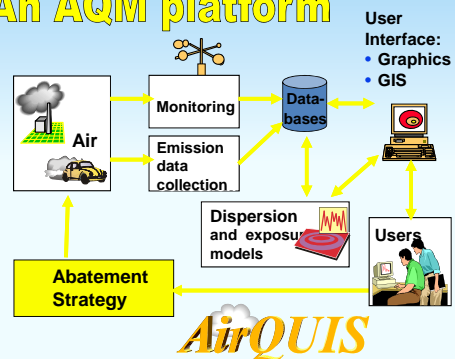 An AQM platform
User
Interface:
• Graphics
• GIS
Air
Monitoring
Data-
bases
Emission
data
collection
Dispersion
and exposur
models
Users
Abatement
Strategy
AirQUIS